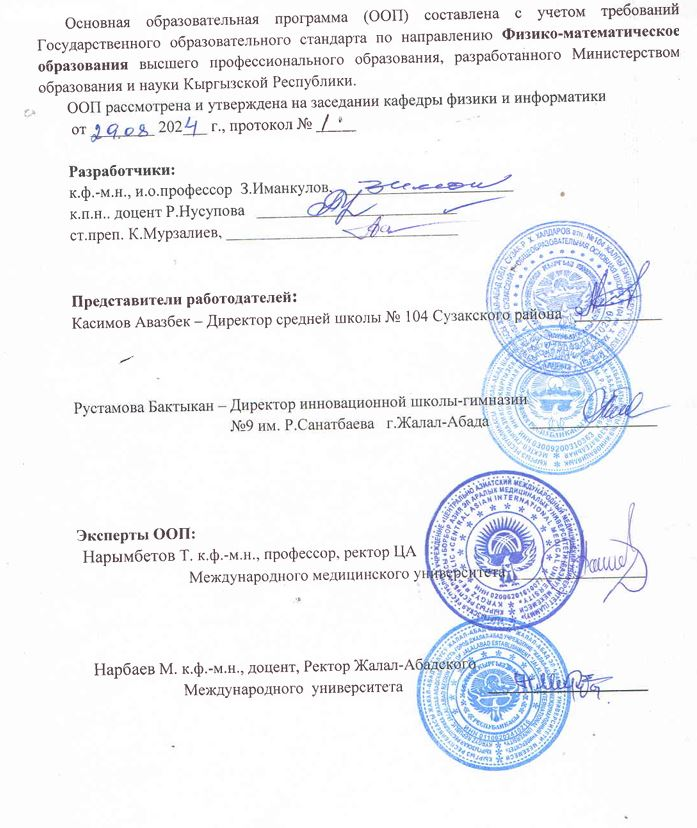 Основная образовательная программа (ООП) составлена с учетом требований
Государственного образовательного стандарта по направлению Физико-математическое
образования высшего профессионального образования, разработанного Министерством
образования и науки Кыргызской Республики.
ООП рассмотрена и утверждена на заседании кафедры физики и информатики
от 29.08 2024 г., протокол № 1
Разработчики:
к.ф.-м.н., и.о.профессор З.Иманкулов,
к.п.н.. доцент Р.Нусупова
ст.преп. К.Мурзалиев,
Представители работодателей:
Касимов Авазбек – Директор средней школы № 104 Сузакского района
Рустамова Бактыкан – Директор инновационной школы-гимназии
№9 им. Р.Санатбаева г.Жалал-Абада
Эксперты ООП:
Нарымбетов Т. к.ф.-м.н., профессор, ректор ЦА
Международного медицинского университета
Нарбаев М. к.ф.-м.н., доцент, Ректор Жалал-Абадского
Международного университета